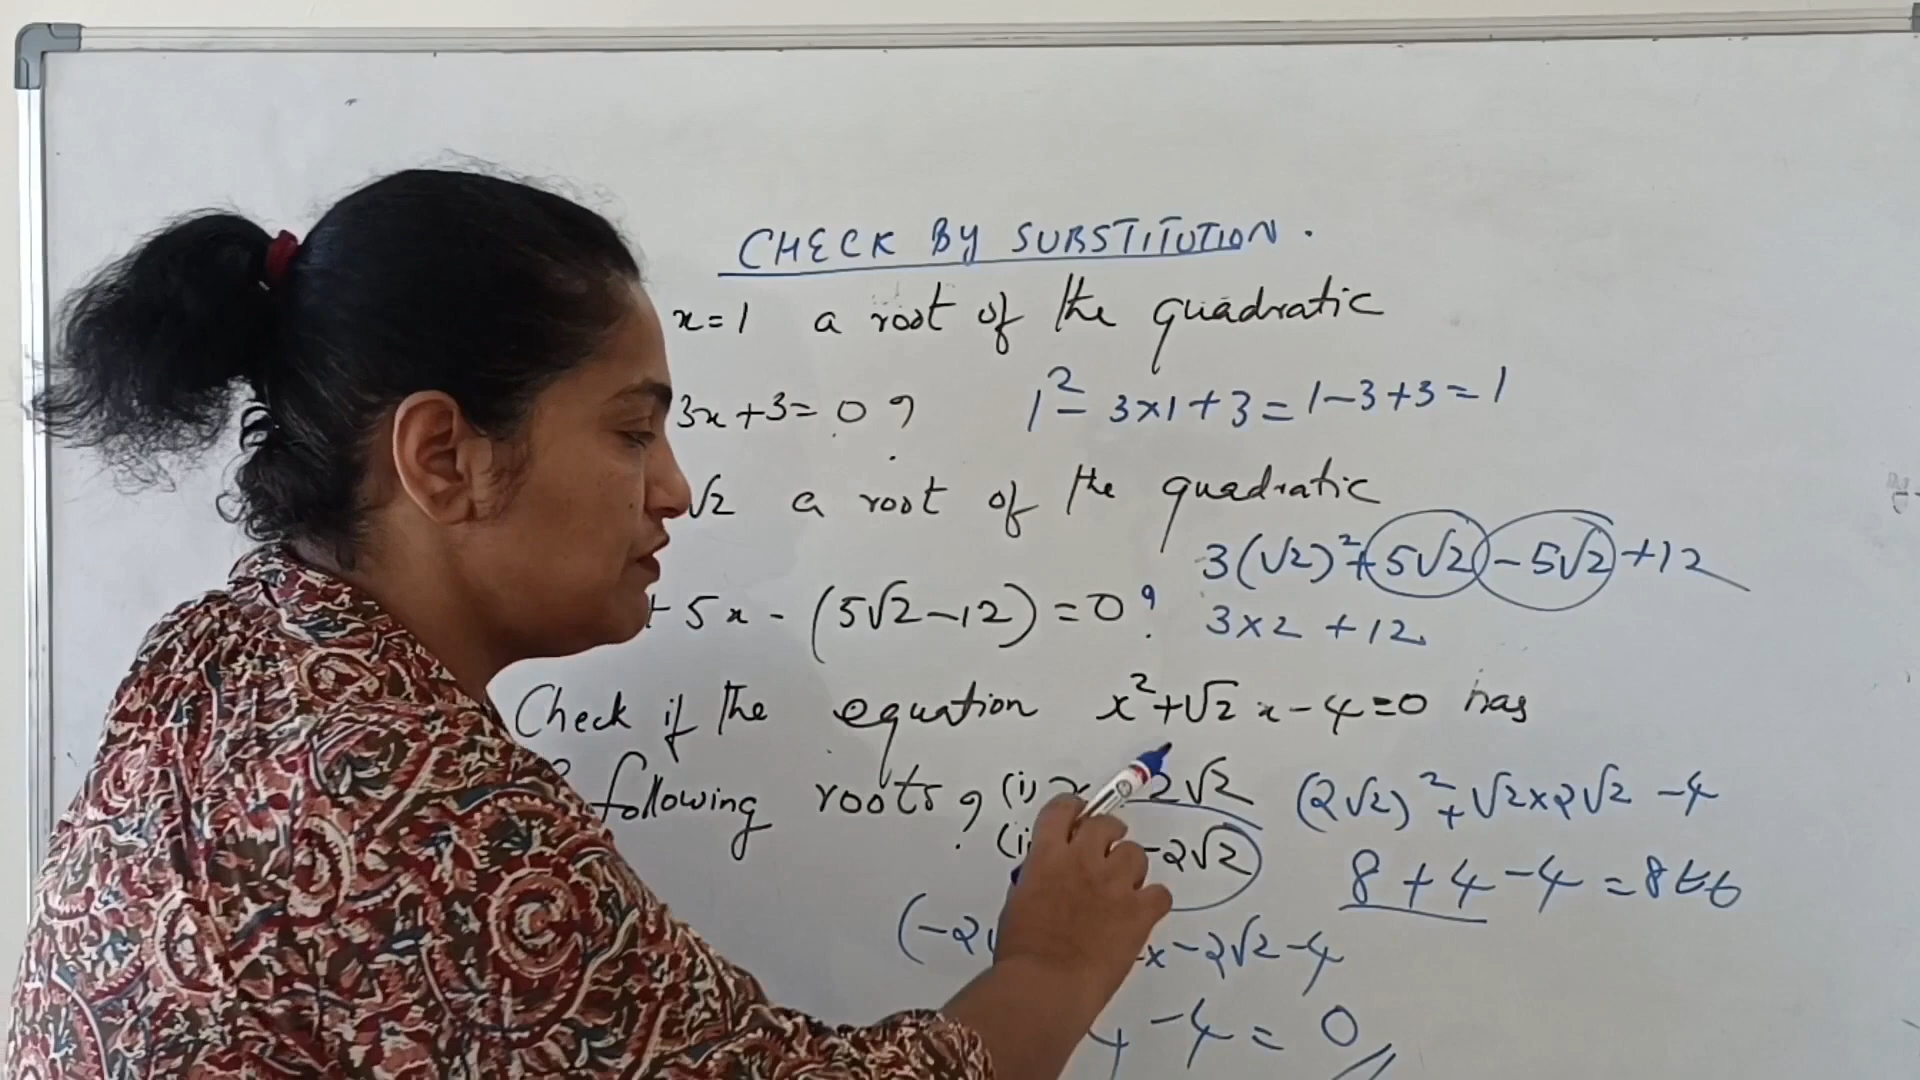 CHECK BY SUBSTITUTION.
x=1 a root of the quadratic
3x+3=0? 1² - 3×1+3 = 1-3+3=1
√2 a root of the quadratic
3(√2)²+5√2-5√2+12
+ 5x - (5√2-12)=0? 3×2 +12
Check if the equation x²+√2 x-4=0 has
following roots? (i) 2√2 (2√2)²+√2×2√2 -4
-2√2 8+4-4=8
(-2 x-2√2-4
4-4=0